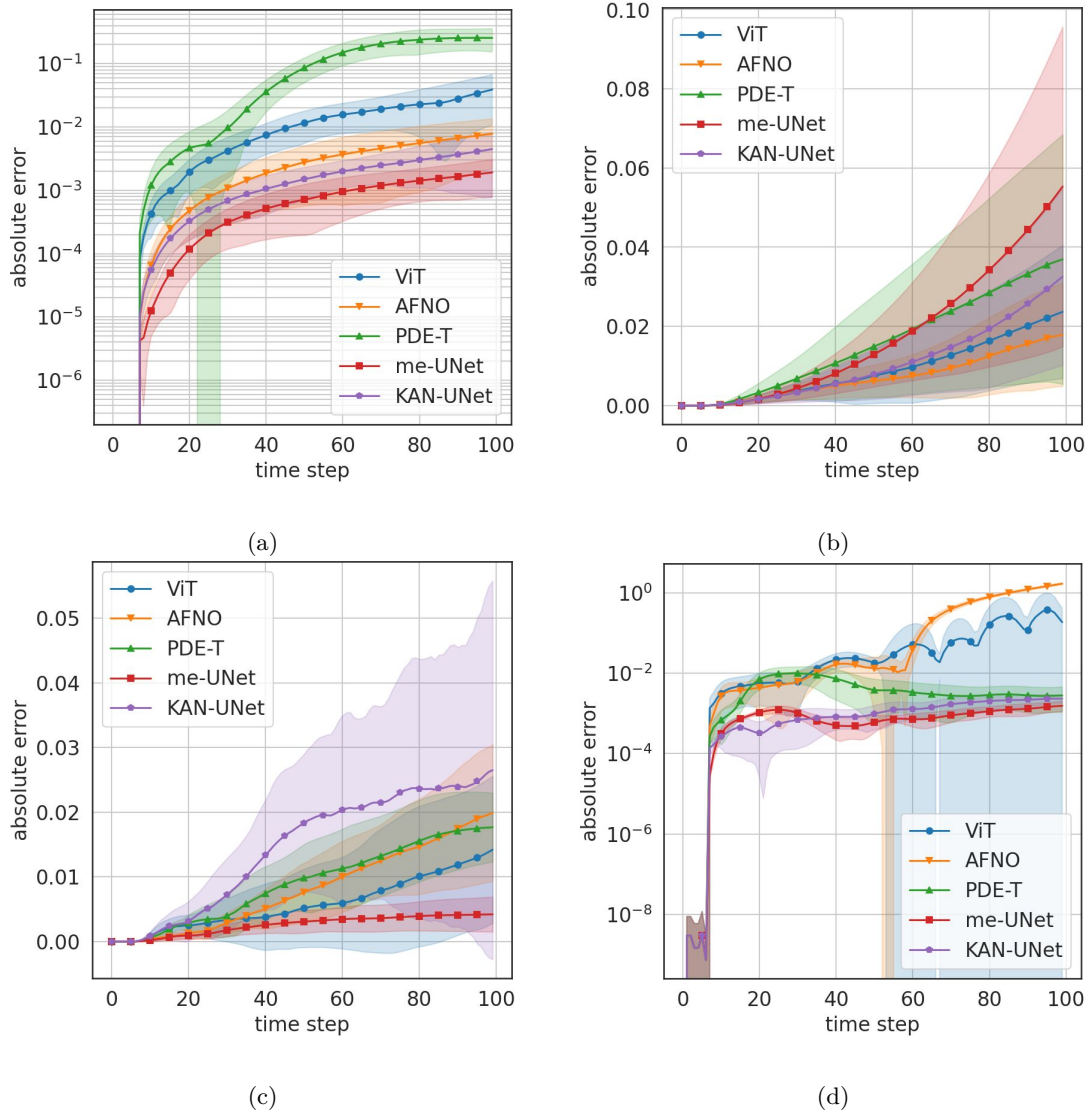 10⁻¹
10⁻²
10⁻³
10⁻⁴
10⁻⁵
10⁻⁶
absolute error
0 20 40 60 80 100
time step
ViT
AFNO
PDE-T
me-UNet
KAN-UNet
(a)
0.10
0.08
0.06
0.04
0.02
0.00
absolute error
0 20 40 60 80 100
time step
ViT
AFNO
PDE-T
me-UNet
KAN-UNet
(b)
0.05
0.04
0.03
0.02
0.01
0.00
absolute error
0 20 40 60 80 100
time step
ViT
AFNO
PDE-T
me-UNet
KAN-UNet
(c)
10⁰
10⁻²
10⁻⁴
10⁻⁶
10⁻⁸
absolute error
0 20 40 60 80 100
time step
ViT
AFNO
PDE-T
me-UNet
KAN-UNet
(d)